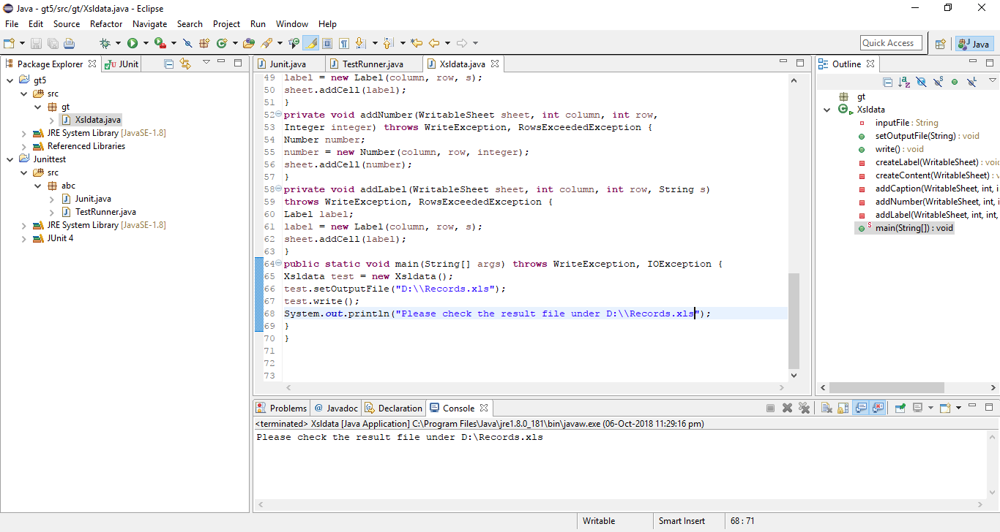 Java - gt5/src/gt/Xsldata.java - Eclipse
File Edit Source Refactor Navigate Search Project Run Window Help
Quick Access
Java
Package Explorer
JUnit
gt5
src
gt
Xsldata.java
JRE System Library [JavaSE-1.8]
Referenced Libraries
Junittest
src
abc
Junit.java
TestRunner.java
JRE System Library [JavaSE-1.8]
JUnit 4
Junit.java TestRunner.java Xsldata.java
49 label = new Label(column, row, s);
50 sheet.addCell(label);
51 }
52 private void addNumber(WritableSheet sheet, int column, int row,
53 Integer integer) throws WriteException, RowsExceededException {
54 Number number;
55 number = new Number(column, row, integer);
56 sheet.addCell(number);
57 }
58 private void addLabel(WritableSheet sheet, int column, int row, String s)
59 throws WriteException, RowsExceededException {
60 Label label;
61 label = new Label(column, row, s);
62 sheet.addCell(label);
63 }
64 public static void main(String[] args) throws WriteException, IOException {
65 Xsldata test = new Xsldata();
66 test.setOutputFile("D:\\Records.xls");
67 test.write();
68 System.out.println("Please check the result file under D:\\Records.xls");
69 }
70 }
71
72
73
Outline
gt
Xsldata
inputFile : String
setOutputFile(String) : void
write() : void
createLabel(WritableSheet) : voi
createContent(WritableSheet) : v
addCaption(WritableSheet, int, i
addNumber(WritableSheet, int, i
addLabel(WritableSheet, int, int,
main(String[]) : void
Problems @ Javadoc Declaration Console
<terminated> Xsldata [Java Application] C:\Program Files\Java\jre1.8.0_181\bin\javaw.exe (06-Oct-2018 11:29:16 pm)
Please check the result file under D:\Records.xls
Writable Smart Insert 68 : 71